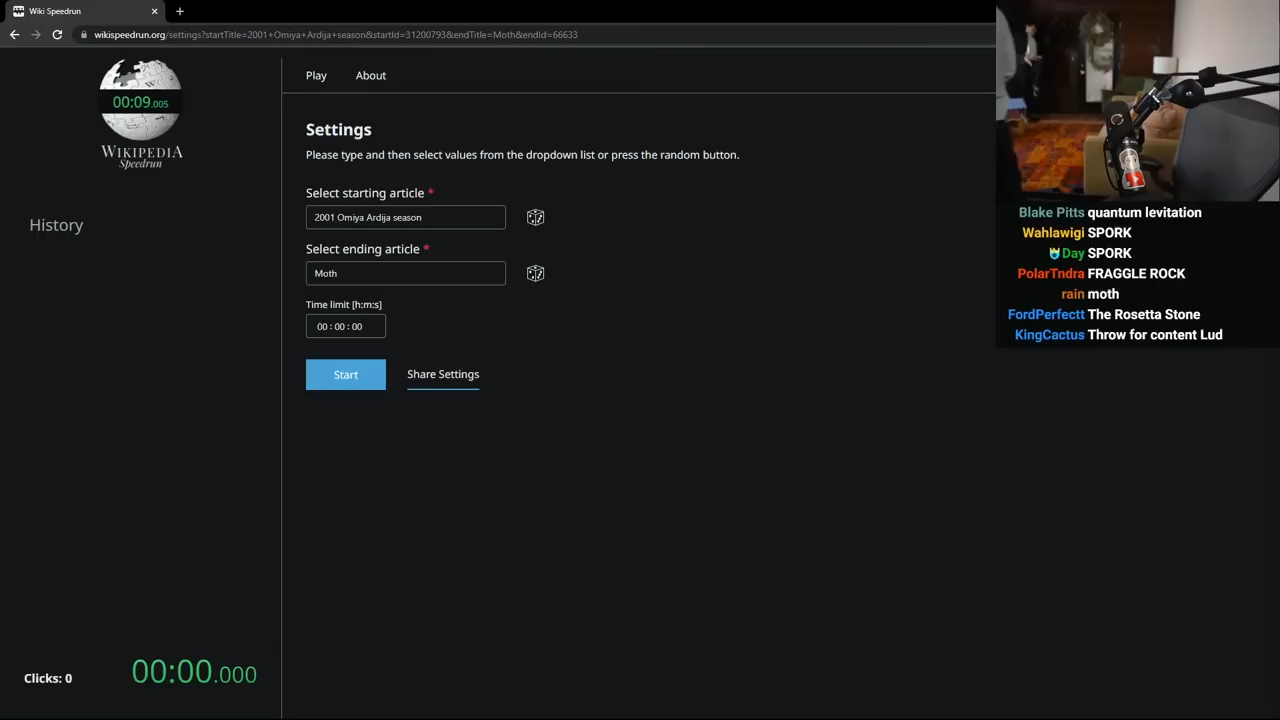 Wiki Speedrun
wikispeedrun.org/settings?startTitle=2001+Omiya+Ardija+season&startId=31200793&endTitle=Moth&endId=66633
00:09.005
WIKIPEDIA
Speedrun
History
Clicks: 0
00:00.000
Play
About
Settings
Please type and then select values from the dropdown list or press the random button.
Select starting article *
2001 Omiya Ardija season
Select ending article *
Moth
Time limit [h:m:s]
00 : 00 : 00
Start
Share Settings
Blake Pitts quantum levitation
Wahlawigi SPORK
Day SPORK
PolarTndra FRAGGLE ROCK
rain moth
FordPerfectt The Rosetta Stone
KingCactus Throw for content Lud